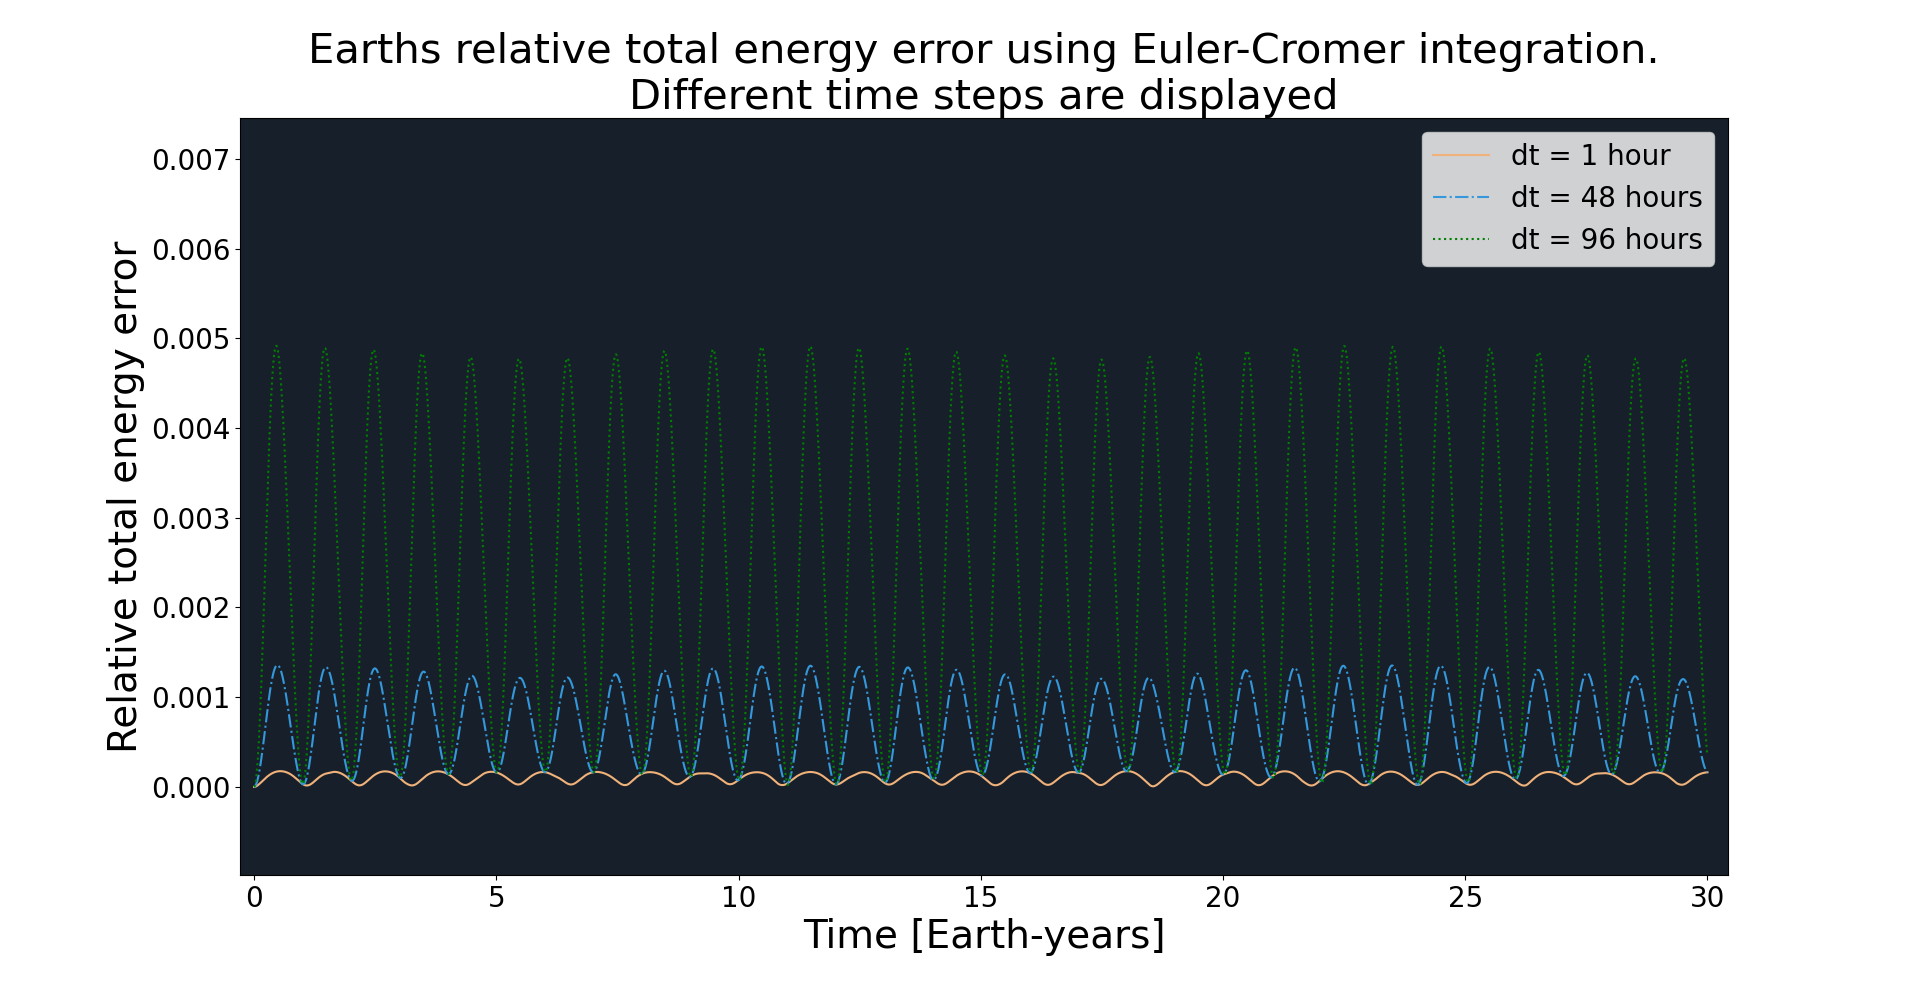 Earths relative total energy error using Euler-Cromer integration.
Different time steps are displayed
Relative total energy error
0.007
0.006
0.005
0.004
0.003
0.002
0.001
0.000
dt = 1 hour
dt = 48 hours
dt = 96 hours
0 5 10 15 20 25 30
Time [Earth-years]